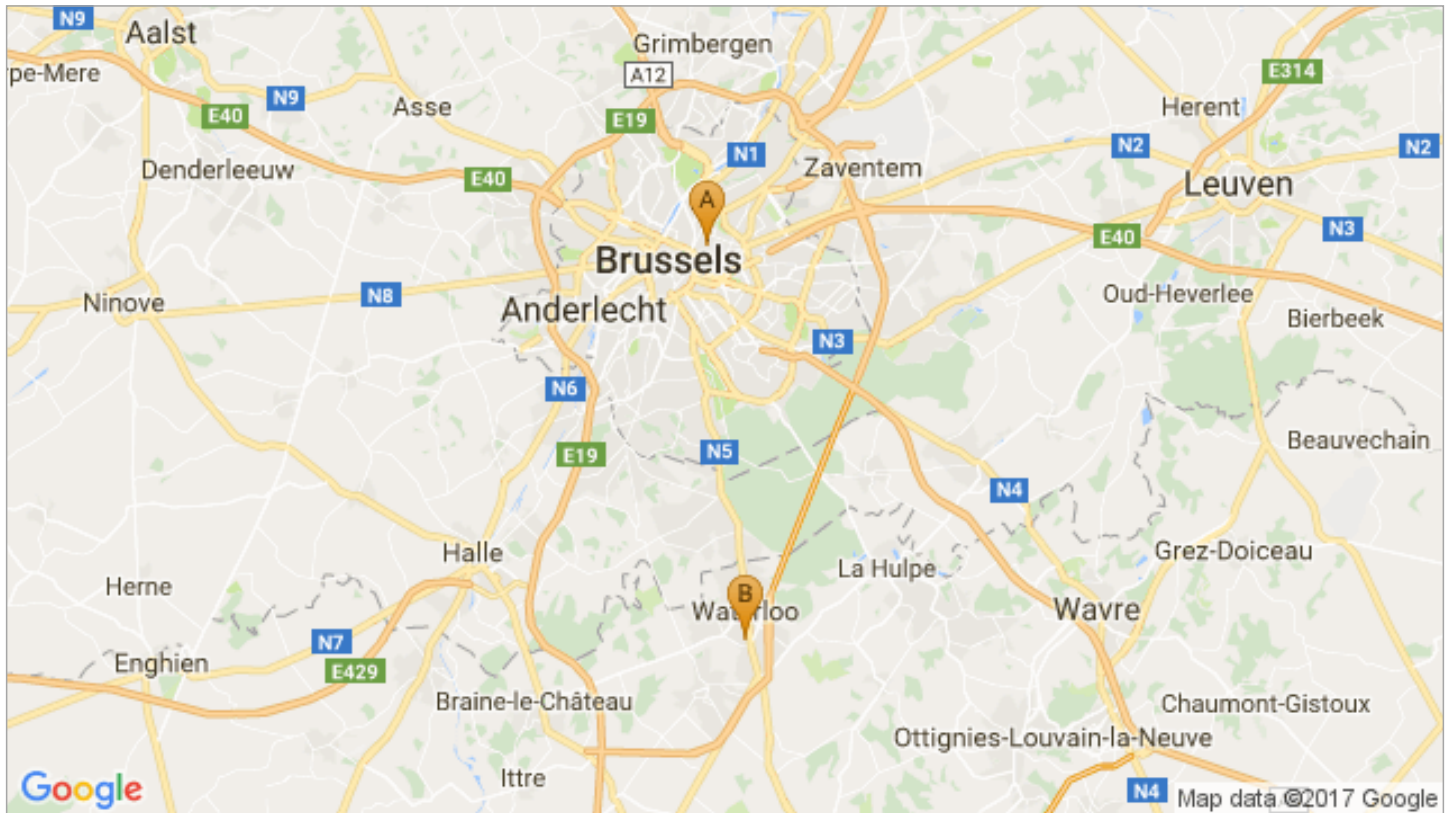 N9
Aalst
Grimbergen
rpe-Mere
A12
E314
N9
Asse
Herent
E40
E19
N1
N2
N2
Denderleeuw
E40
Zaventem
Leuven
A
N3
E40
Brussels
N8
Oud-Heverlee
Ninove
Anderlecht
Bierbeek
N3
N6
Beauvechain
E19
N5
N4
Halle
Grez-Doiceau
Herne
La Hulpe
B
Waterloo
Wavre
N7
Enghien
E429
Braine-le-Château
Chaumont-Gistoux
Ottignies-Louvain-la-Neuve
Ittre
Google
N4
Map data ©2017 Google